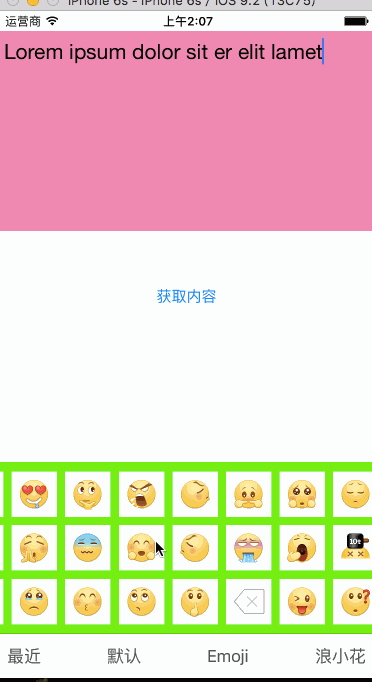 iPhone 6s - iPhone 6s / iOS 9.2 (13C75)
运营商 上午2:07
Lorem ipsum dolor sit er elit lamet
获取内容
10t
最近 默认 Emoji 浪小花